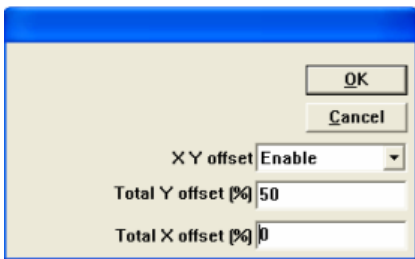 OK
Cancel
X Y offset Enable
Total Y offset (%) 50
Total X offset (%) 0